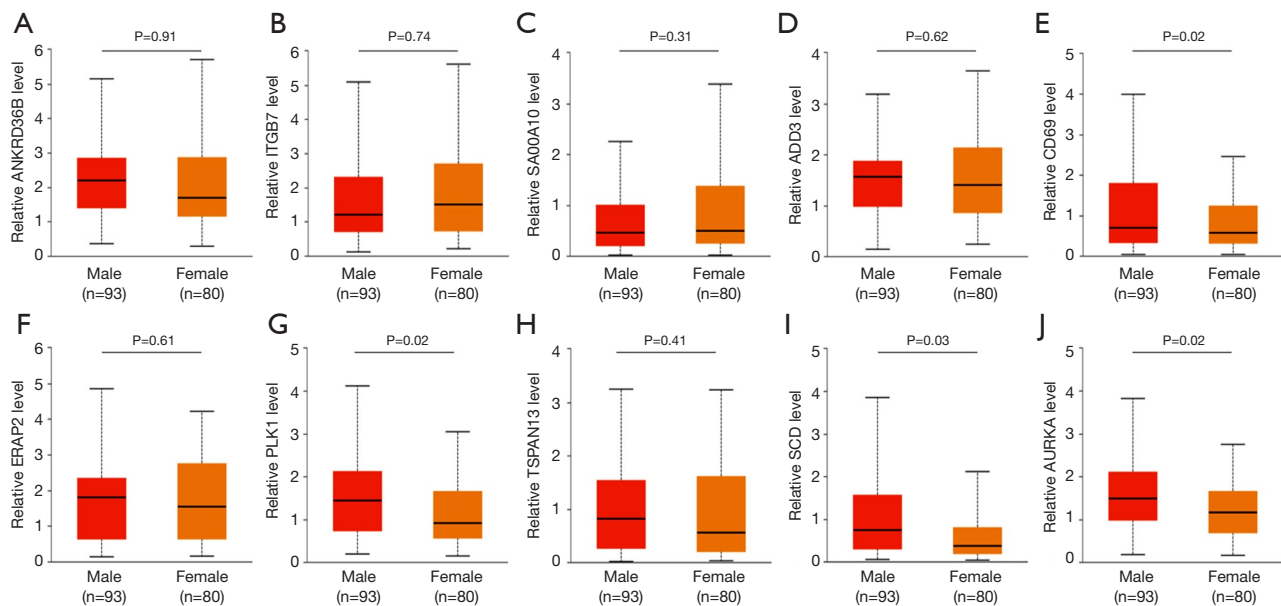 A
P=0.91
Relative ANKRD36B level
6
5
4
3
2
1
0
Male
(n=93)
Female
(n=80)
B
P=0.74
Relative ITGB7 level
6
5
4
3
2
1
0
Male
(n=93)
Female
(n=80)
C
P=0.31
Relative SA00A10 level
4
3
2
1
0
Male
(n=93)
Female
(n=80)
D
P=0.62
Relative ADD3 level
4
3
2
1
0
Male
(n=93)
Female
(n=80)
E
P=0.02
Relative CD69 level
5
4
3
2
1
0
Male
(n=93)
Female
(n=80)
F
P=0.61
Relative ERAP2 level
6
5
4
3
2
1
0
Male
(n=93)
Female
(n=80)
G
P=0.02
Relative PLK1 level
5
4
3
2
1
0
Male
(n=93)
Female
(n=80)
H
P=0.41
Relative TSPAN13 level
4
3
2
1
0
Male
(n=93)
Female
(n=80)
I
P=0.03
Relative SCD level
5
4
3
2
1
0
Male
(n=93)
Female
(n=80)
J
P=0.02
Relative AURKA level
5
4
3
2
1
0
Male
(n=93)
Female
(n=80)